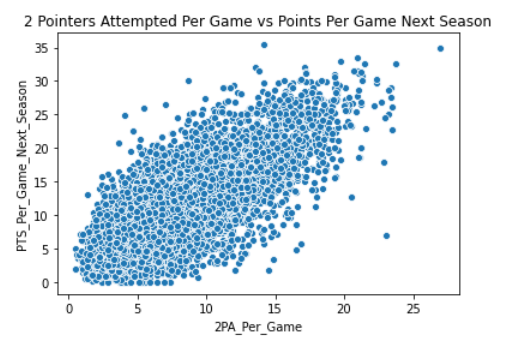 2 Pointers Attempted Per Game vs Points Per Game Next Season
PTS_Per_Game_Next_Season
35
30
25
20
15
10
5
0
0 5 10 15 20 25
2PA_Per_Game